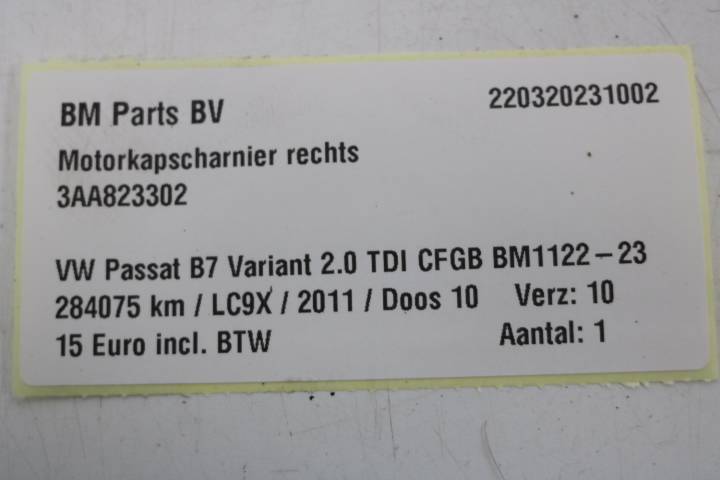 BM Parts BV 220320231002
Motorkapscharnier rechts
3AA823302
VW Passat B7 Variant 2.0 TDI CFGB BM1122-23
284075 km / LC9X / 2011 / Doos 10 Verz: 10
15 Euro incl. BTW Aantal: 1